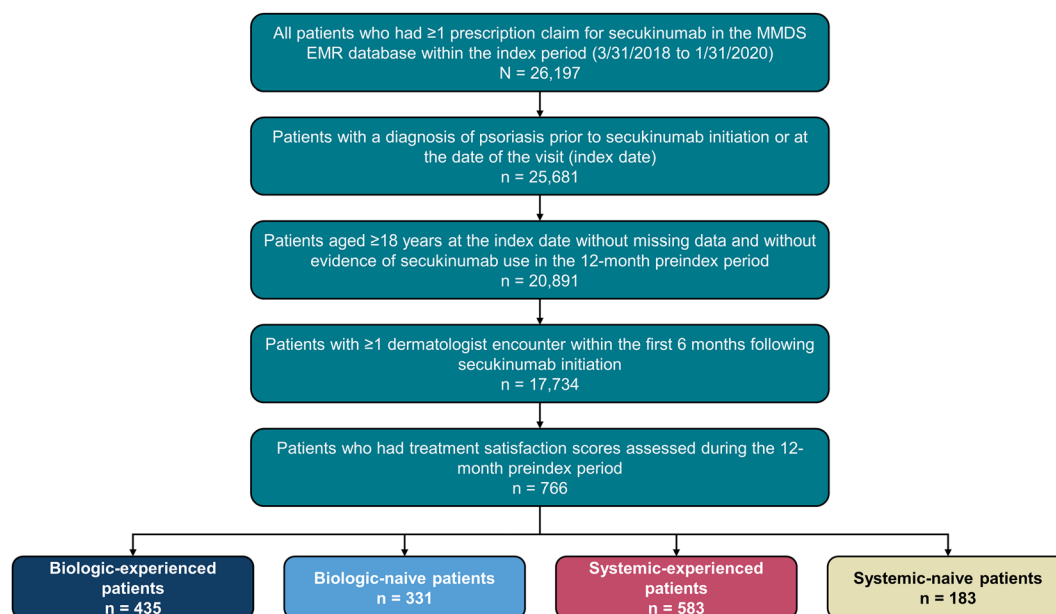 All patients who had ≥1 prescription claim for secukinumab in the MMDS
EMR database within the index period (3/31/2018 to 1/31/2020)
N = 26,197
Patients with a diagnosis of psoriasis prior to secukinumab initiation or at
the date of the visit (index date)
n = 25,681
Patients aged ≥18 years at the index date without missing data and without
evidence of secukinumab use in the 12-month preindex period
n = 20,891
Patients with ≥1 dermatologist encounter within the first 6 months following
secukinumab initiation
n = 17,734
Patients who had treatment satisfaction scores assessed during the 12-
month preindex period
n = 766
Biologic-experienced
patients
n = 435
Biologic-naive patients
n = 331
Systemic-experienced
patients
n = 583
Systemic-naive patients
n = 183